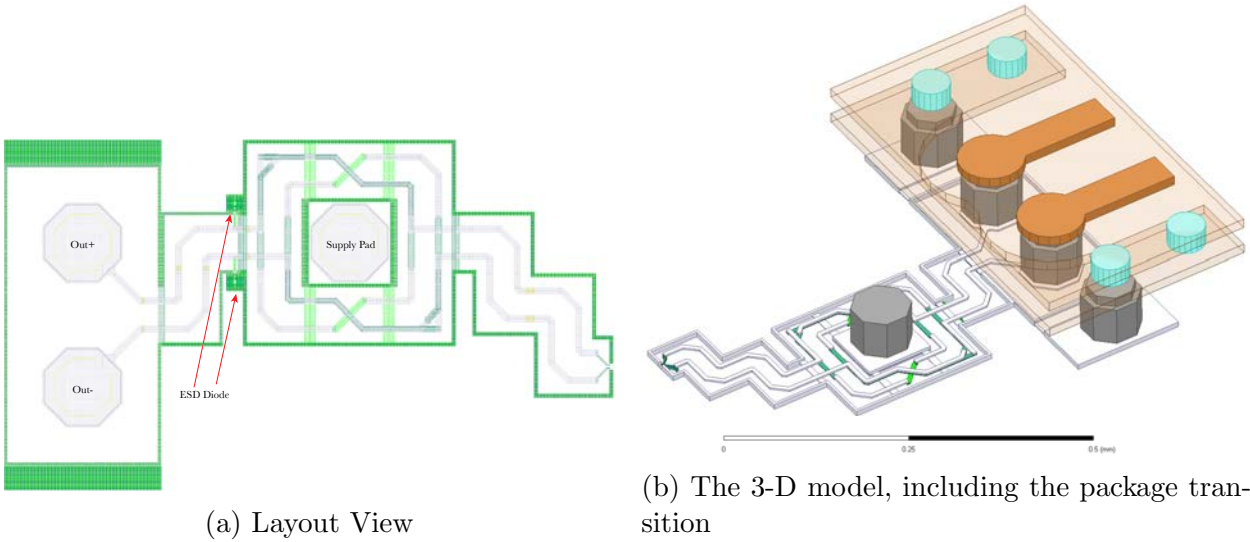 Out+
Supply Pad
Out-
ESD Diode
0
0.25
0.5 (mm)
(a) Layout View
(b) The 3-D model, including the package tran-
sition